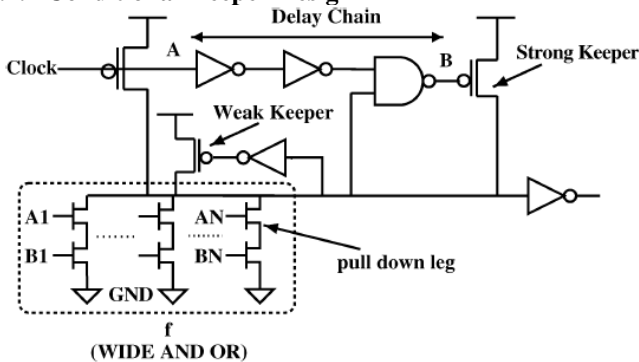 Delay Chain
A
B
Clock
Strong Keeper
Weak Keeper
A1
AN
B1
BN
pull down leg
GND
f
(WIDE AND OR)